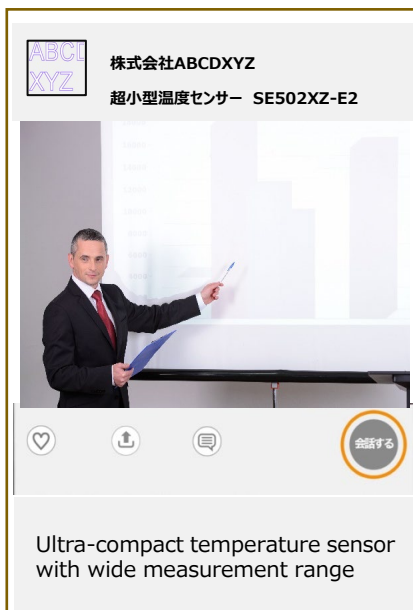 ABCD
XYZ
株式会社ABCDXYZ
超小型温度センサー SE502XZ-E2
会話する
Ultra-compact temperature sensor
with wide measurement range